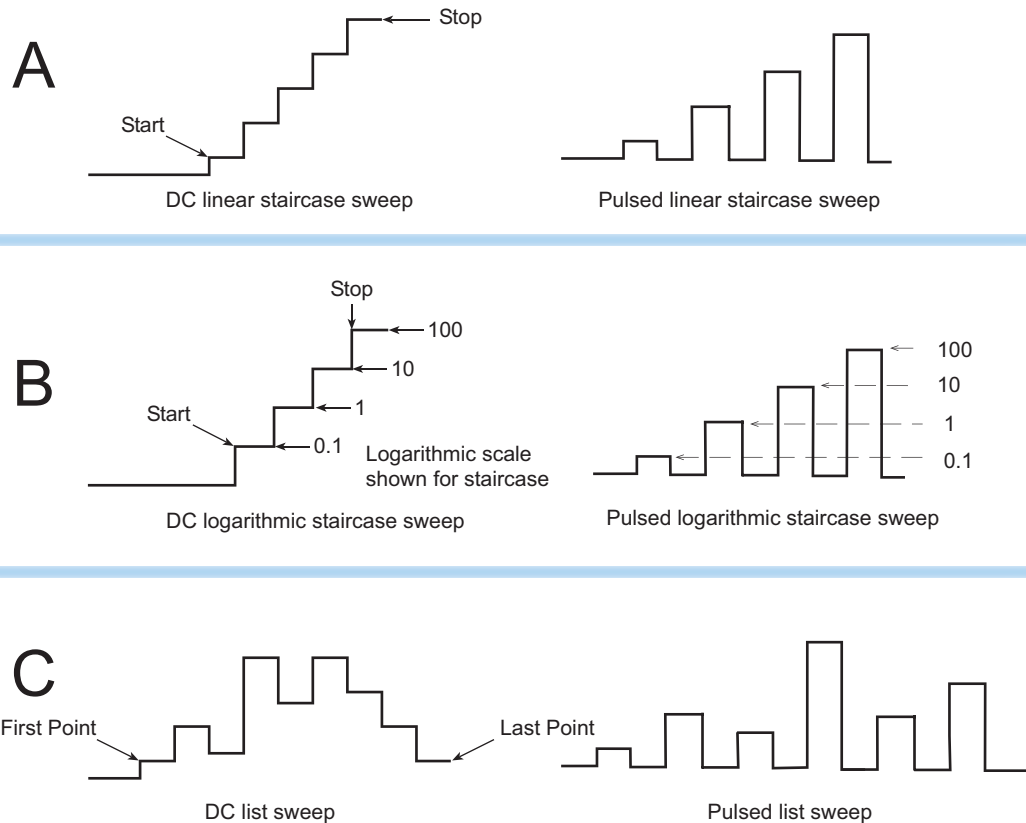 A
Stop
Start
DC linear staircase sweep
Pulsed linear staircase sweep
B
Stop
100
10
1
0.1
Start
Logarithmic scale
shown for staircase
DC logarithmic staircase sweep
100
10
1
0.1
Pulsed logarithmic staircase sweep
C
First Point
Last Point
DC list sweep
Pulsed list sweep